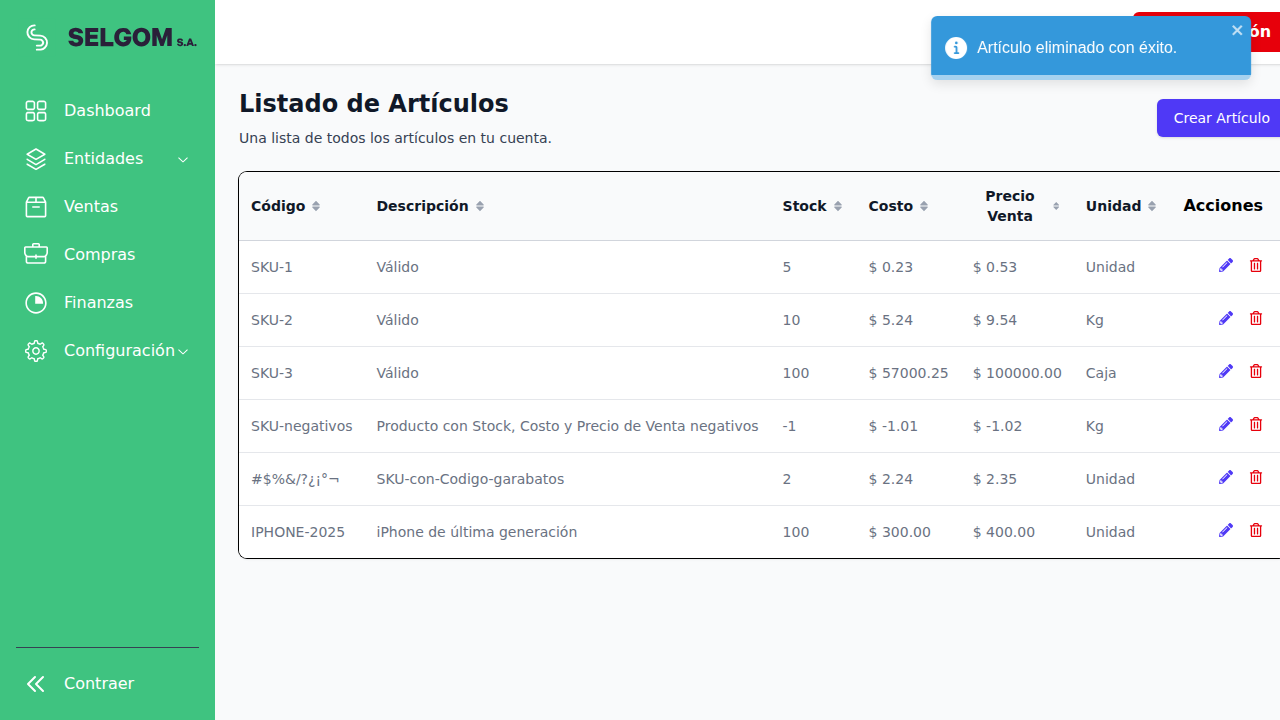 SELGOM S.A.
ón
Artículo eliminado con éxito.
Dashboard
Entidades
Ventas
Compras
Finanzas
Configuración
Contraer
Listado de Artículos
Una lista de todos los artículos en tu cuenta.
Crear Artículo
Código Descripción Stock Costo Precio Venta Unidad Acciones
SKU-1 Válido 5 $ 0.23 $ 0.53 Unidad
SKU-2 Válido 10 $ 5.24 $ 9.54 Kg
SKU-3 Válido 100 $ 57000.25 $ 100000.00 Caja
SKU-negativos Producto con Stock, Costo y Precio de Venta negativos -1 $ -1.01 $ -1.02 Kg
#$%&/?¿¡°¬ SKU-con-Codigo-garabatos 2 $ 2.24 $ 2.35 Unidad
IPHONE-2025 iPhone de última generación 100 $ 300.00 $ 400.00 Unidad